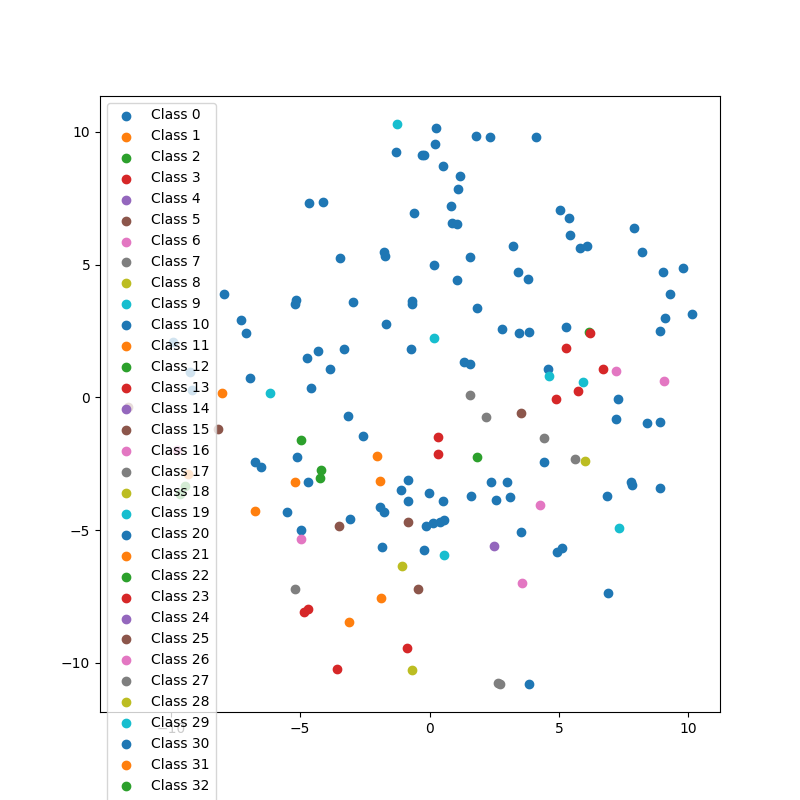 10
5
0
−5
−10
Class 0
Class 1
Class 2
Class 3
Class 4
Class 5
Class 6
Class 7
Class 8
Class 9
Class 10
Class 11
Class 12
Class 13
Class 14
Class 15
Class 16
Class 17
Class 18
Class 19
Class 20
Class 21
Class 22
Class 23
Class 24
Class 25
Class 26
Class 27
Class 28
Class 29
Class 30
Class 31
Class 32
−10 −5 0 5 10